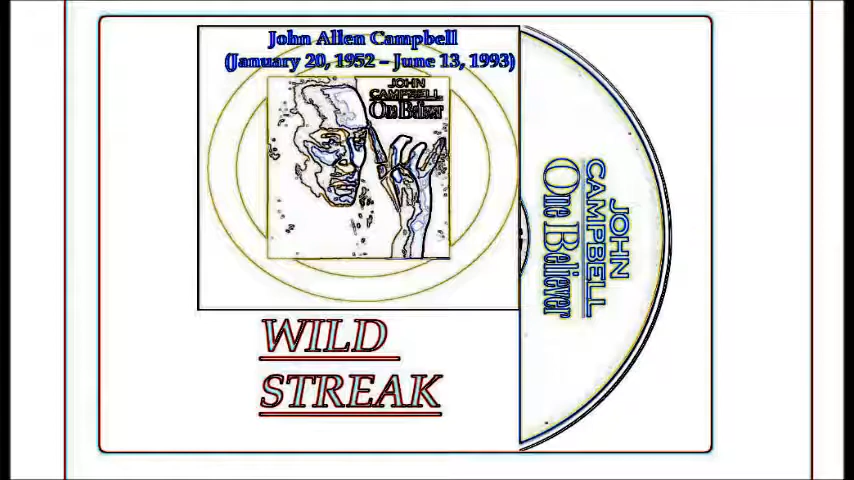 John Allen Campbell
(January 20, 1952 – June 13, 1993)
JOHN
CAMPBELL
One Believer
JOHN
CAMPBELL
One Believer
WILD
STREAK